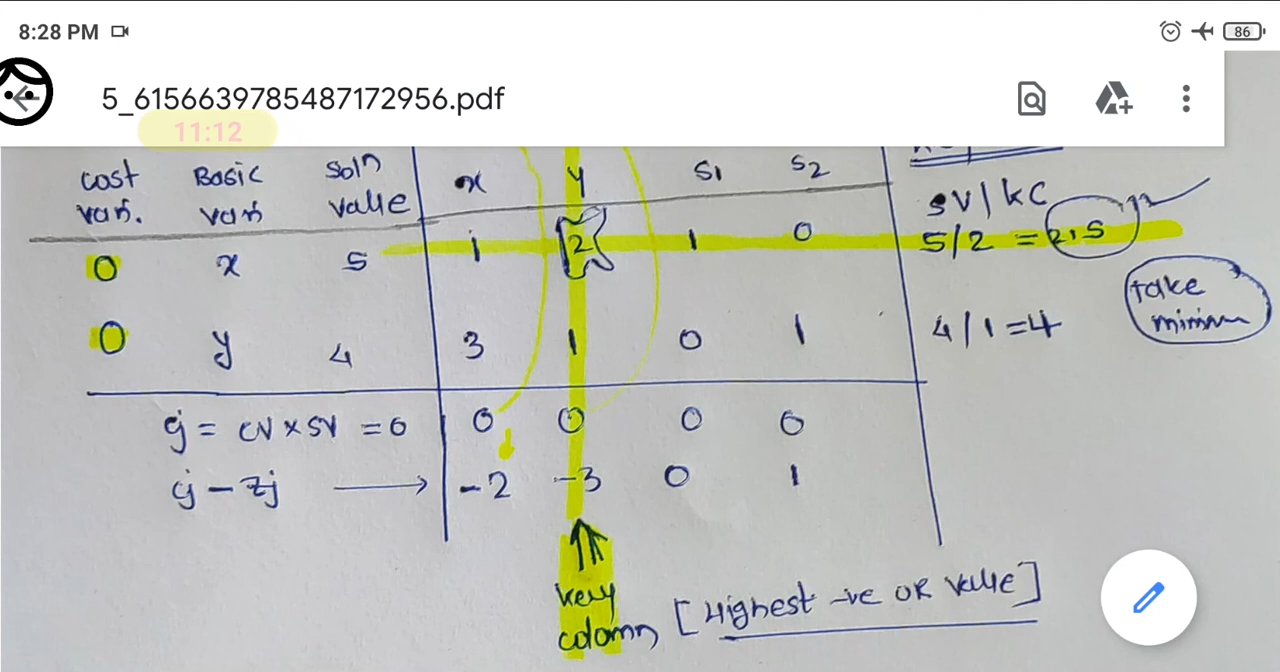 8:28 PM
86
5_6156639785487172956.pdf
11:12
cost Basic Soln x y S1 S2 SV/KC
vari. vari value
0 x 5 1 2 1 0 5/2 = 2.5
0 y 4 3 1 0 1 4/1=4
take
minimum
Cj = CV x SV = 0 0 0 0 0
Cj - Zj → -2 -3 0 1
key
column [Highest -ve OR Value]